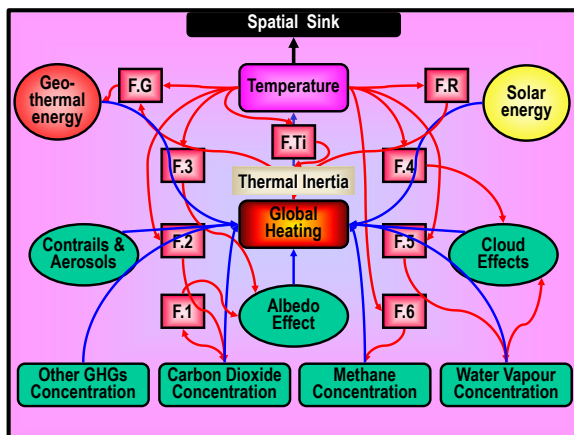 Spatial Sink
Geo-
thermal
energy
F.G
Temperature
F.R
Solar
energy
F.Ti
F.3
F.4
Thermal Inertia
Global
Heating
Contrails &
Aerosols
F.2
F.5
Cloud
Effects
F.1
Albedo
Effect
F.6
Other GHGs
Concentration
Carbon Dioxide
Concentration
Methane
Concentration
Water Vapour
Concentration